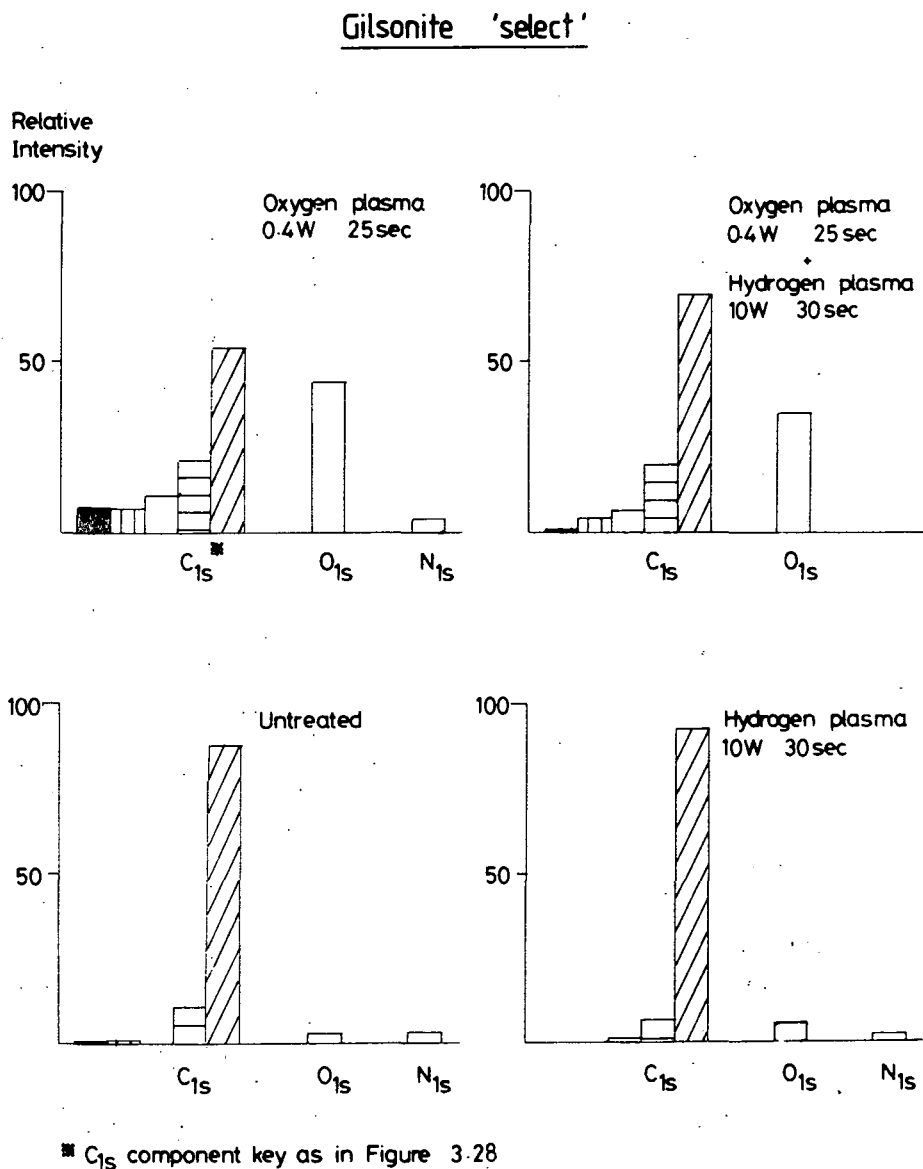 Gilsonite 'select'
Relative
Intensity
100
50
Oxygen plasma
0.4W 25sec
C1s*
O1s
N1s
100
50
Oxygen plasma
0.4W 25sec
+
Hydrogen plasma
10W 30sec
C1s
O1s
100
50
Untreated
C1s
O1s
N1s
100
50
Hydrogen plasma
10W 30sec
C1s
O1s
N1s
* C1s component key as in Figure 3.28